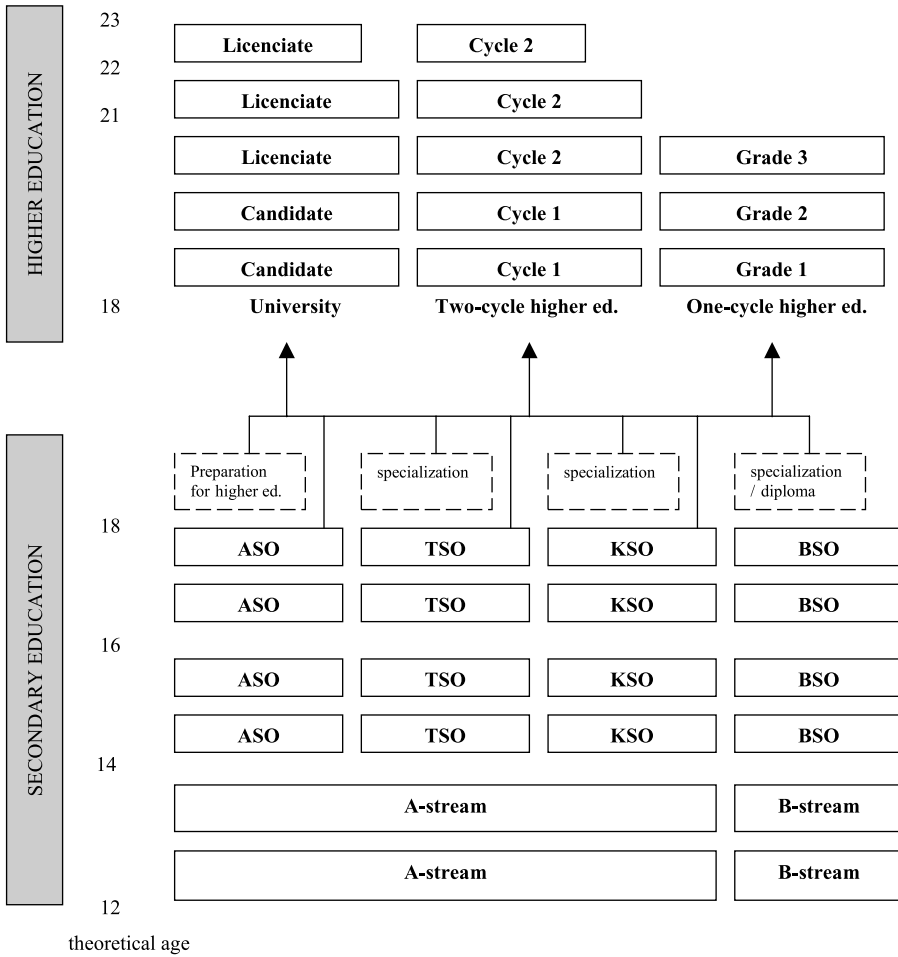 HIGHER EDUCATION
23
Licenciate Cycle 2
22
Licenciate Cycle 2
21
Licenciate Cycle 2 Grade 3
Candidate Cycle 1 Grade 2
Candidate Cycle 1 Grade 1
18 University Two-cycle higher ed. One-cycle higher ed.
SECONDARY EDUCATION
Preparation specialization specialization specialization
for higher ed. / diploma
18
ASO TSO KSO BSO
ASO TSO KSO BSO
16
ASO TSO KSO BSO
ASO TSO KSO BSO
14
A-stream B-stream
A-stream B-stream
12
theoretical age